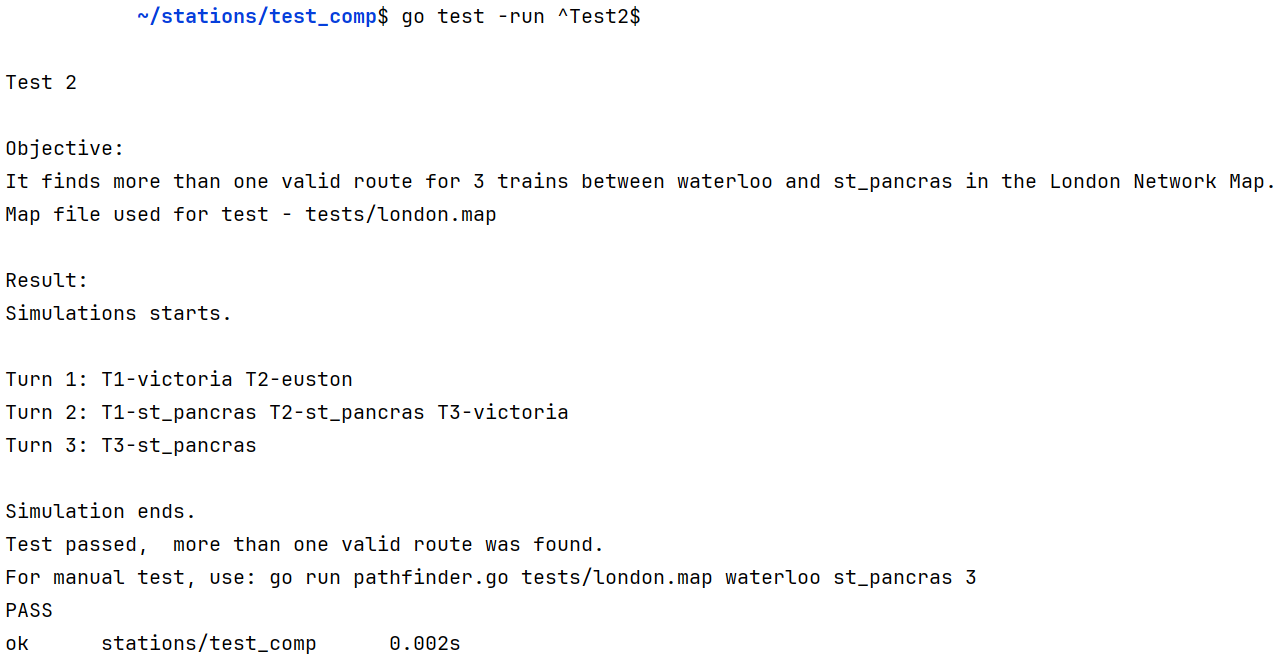 ~/stations/test_comp$ go test -run ^Test2$
Test 2
Objective:
It finds more than one valid route for 3 trains between waterloo and st_pancras in the London Network Map.
Map file used for test - tests/london.map
Result:
Simulations starts.
Turn 1: T1-victoria T2-euston
Turn 2: T1-st_pancras T2-st_pancras T3-victoria
Turn 3: T3-st_pancras
Simulation ends.
Test passed,  more than one valid route was found.
For manual test, use: go run pathfinder.go tests/london.map waterloo st_pancras 3
PASS
ok      stations/test_comp      0.002s